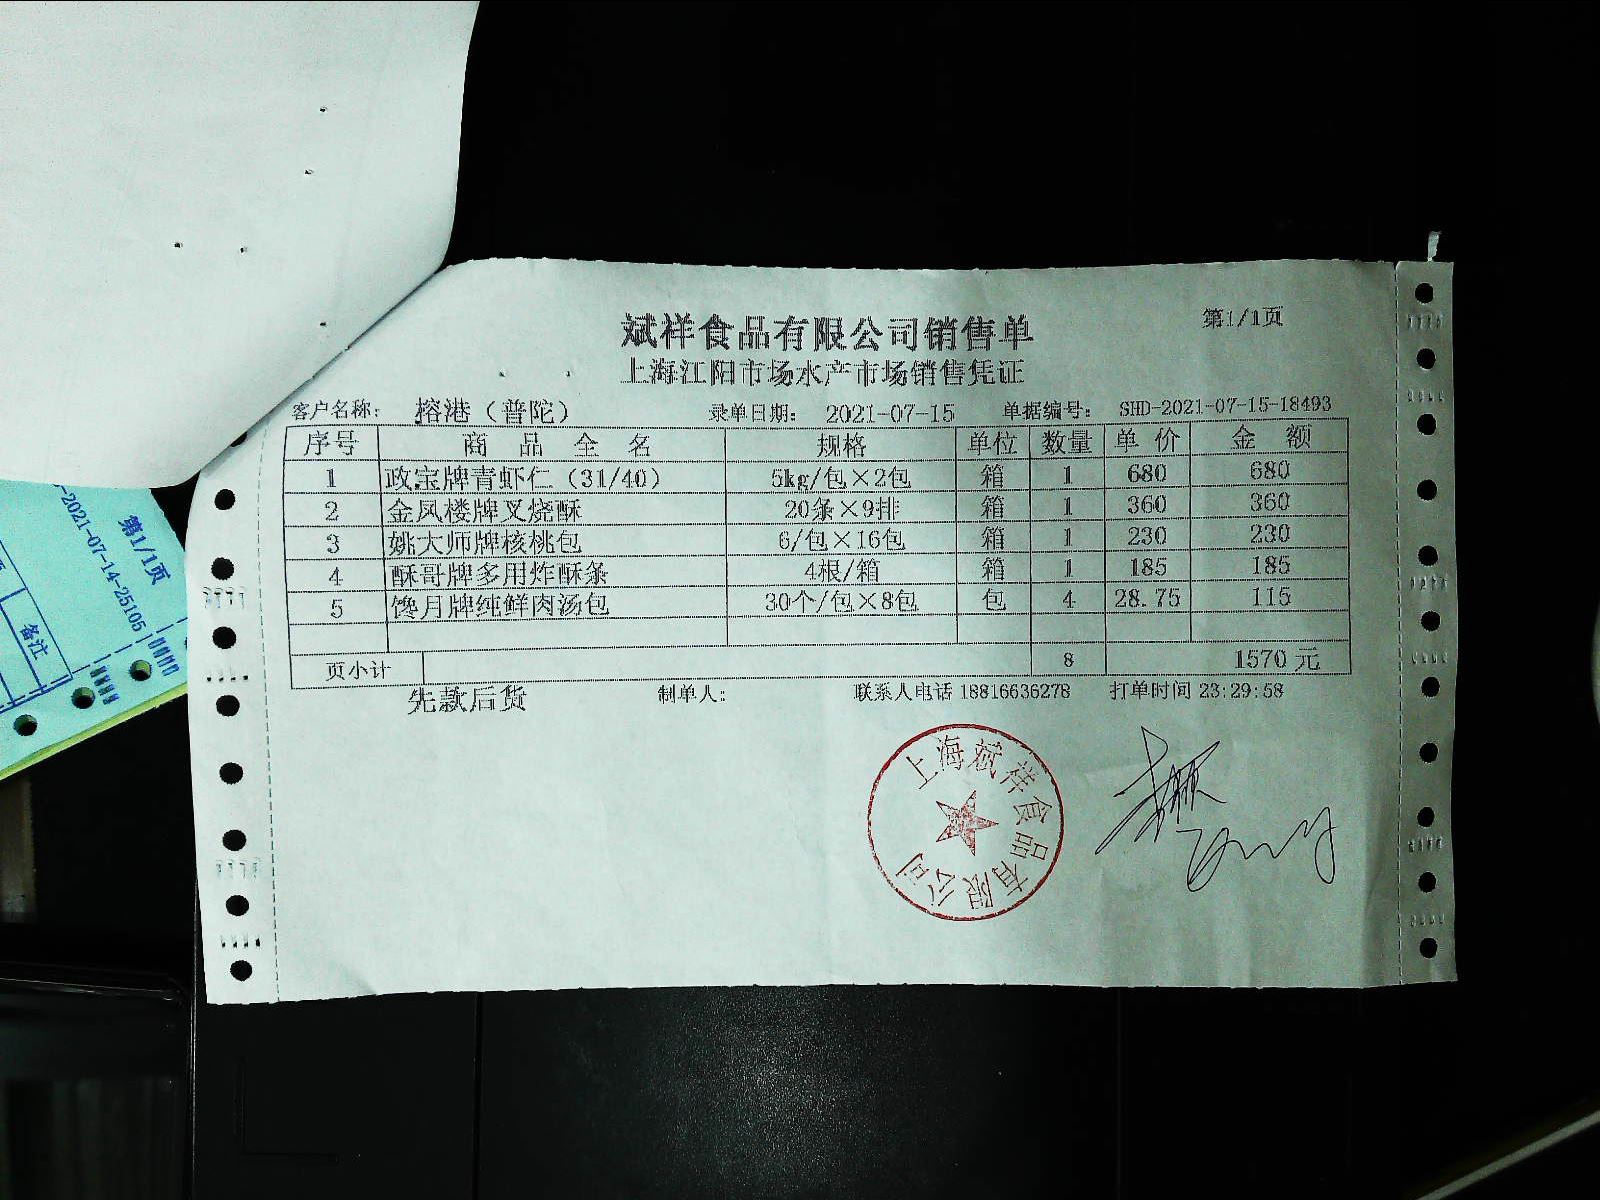 斌祥食品有限公司销售单
第1/1页
上海江阳市场水产市场销售凭证
客户名称： 榕港（普陀） 录单日期： 2021-07-15 单据编号： SHD-2021-07-15-18493
序号 商 品 全 名 规格 单位 数量 单 价 金 额
1 政宝牌青虾仁（31/40） 5kg/包×2包 箱 1 680 680
2 金凤楼牌叉烧酥 20条×9排 箱 1 360 360
3 姚大师牌核桃包 6/包×16包 箱 1 230 230
4 酥哥牌多用炸酥条 4根/箱 箱 1 185 185
5 馋月牌纯鲜肉汤包 30个/包×8包 包 4 28.75 115
页小计 8 1570 元
先款后货 制单人： 联系人电话 18816636278 打单时间 23:29:58
上海斌祥食品有限公司
第1/1页
-2021-07-14-25105
备注